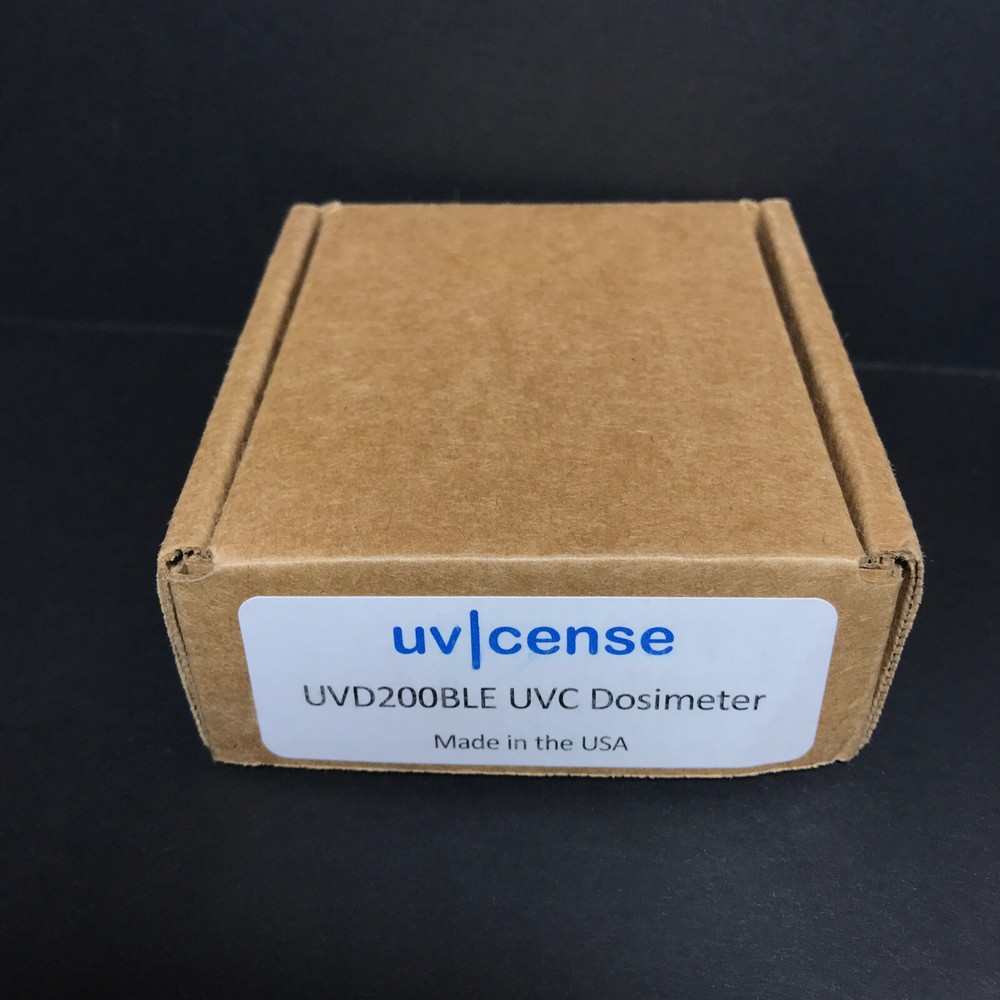 uv|cense
UVD200BLE UVC Dosimeter
Made in the USA